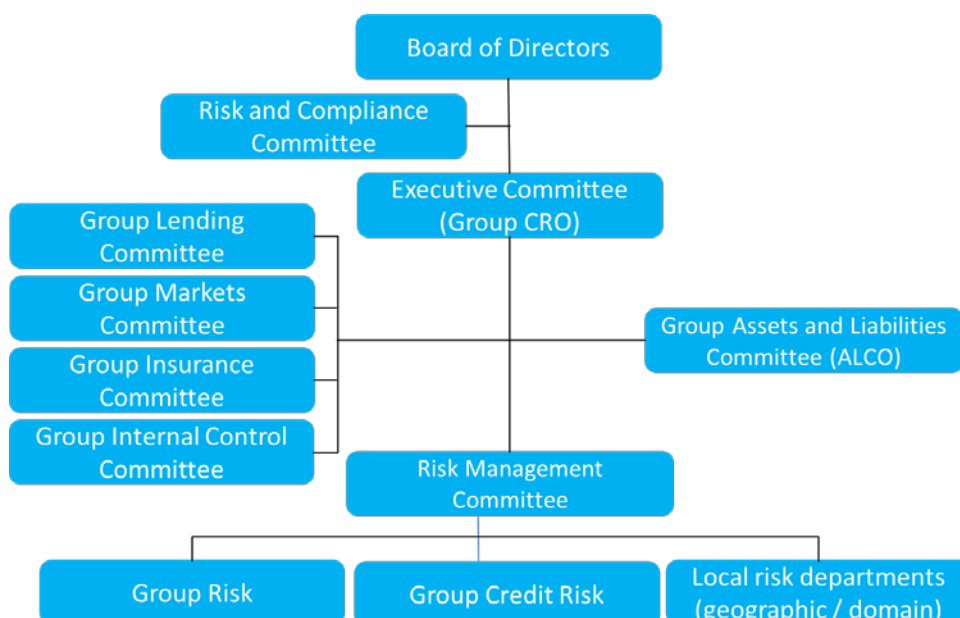 Board of Directors
Risk and Compliance
Committee
Executive Committee
(Group CRO)
Group Lending
Committee
Group Markets
Committee
Group Insurance
Committee
Group Internal Control
Committee
Group Assets and Liabilities
Committee (ALCO)
Risk Management
Committee
Group Risk
Group Credit Risk
Local risk departments
(geographic / domain)